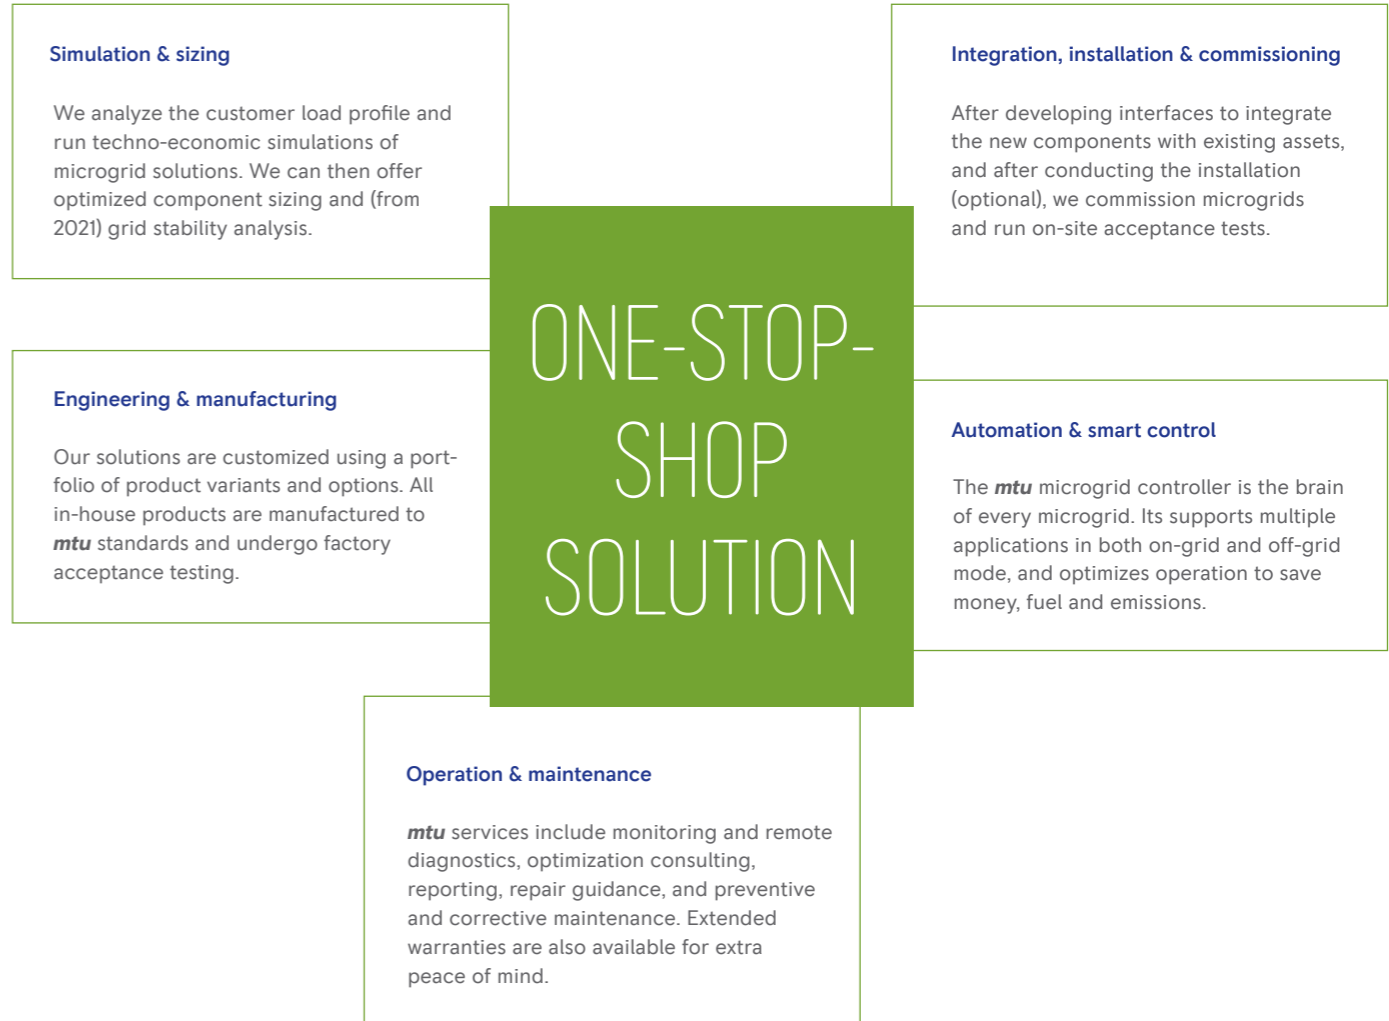 Simulation & sizing
We analyze the customer load profile and
run techno-economic simulations of
microgrid solutions. We can then offer
optimized component sizing and (from
2021) grid stability analysis.
Integration, installation & commissioning
After developing interfaces to integrate
the new components with existing assets,
and after conducting the installation
(optional), we commission microgrids
and run on-site acceptance tests.
ONE-STOP-
SHOP
SOLUTION
Engineering & manufacturing
Our solutions are customized using a port-
folio of product variants and options. All
in-house products are manufactured to
mtu standards and undergo factory
acceptance testing.
Automation & smart control
The mtu microgrid controller is the brain
of every microgrid. Its supports multiple
applications in both on-grid and off-grid
mode, and optimizes operation to save
money, fuel and emissions.
Operation & maintenance
mtu services include monitoring and remote
diagnostics, optimization consulting,
reporting, repair guidance, and preventive
and corrective maintenance. Extended
warranties are also available for extra
peace of mind.